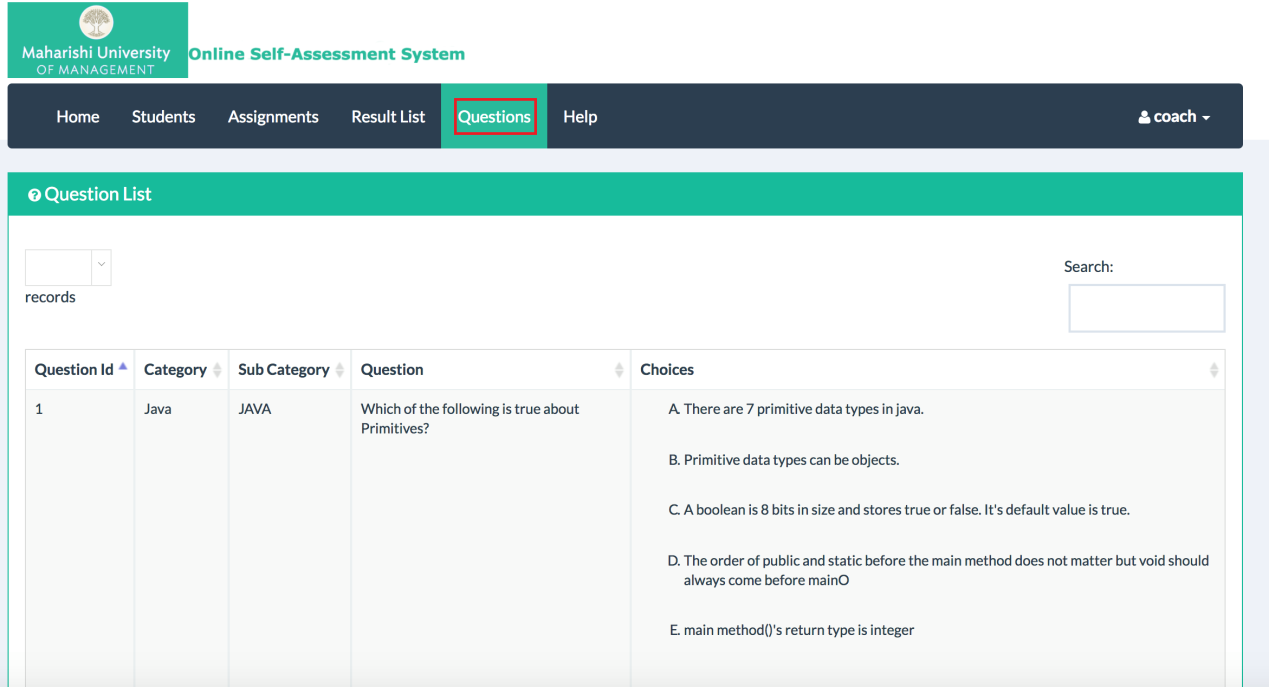 Maharishi University
OF MANAGEMENT
Online Self-Assessment System
Home Students Assignments Result List Questions Help coach
Question List
records
Search:
Question Id Category Sub Category Question Choices
1 Java JAVA Which of the following is true about
Primitives?
A. There are 7 primitive data types in java.
B. Primitive data types can be objects.
C. A boolean is 8 bits in size and stores true or false. It's default value is true.
D. The order of public and static before the main method does not matter but void should
always come before mainO
E. main method()'s return type is integer